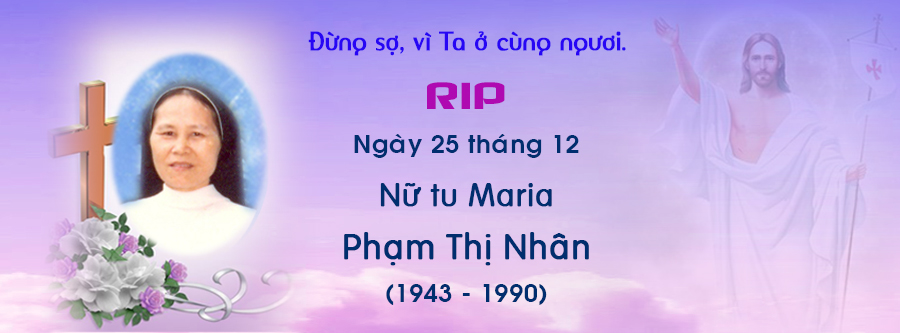 Đừng sợ, vì Ta ở cùng ngươi.
RIP
Ngày 25 tháng 12
Nữ tu Maria
Phạm Thị Nhân
(1943 - 1990)